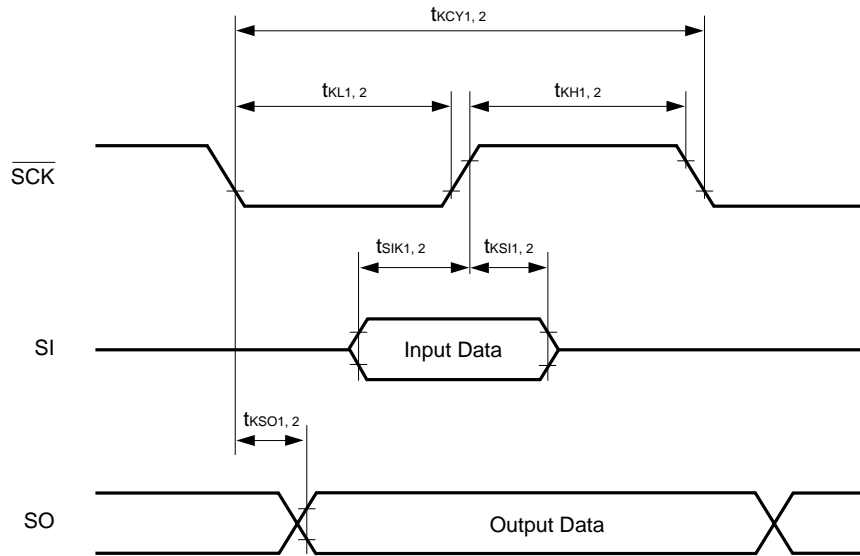 tKCY1, 2
tKL1, 2
tKH1, 2
SCK
tSIK1, 2
tKSI1, 2
SI
Input Data
tKSO1, 2
SO
Output Data